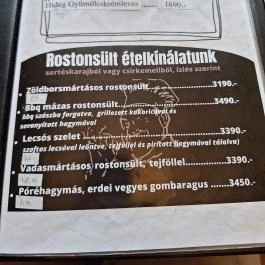 Hideg Gyümölcskrémleves ....... 1690,-
Rostonsült ételkínálatunk
sertéskarajból vagy csirkemellből, ízlés szerint
• Zöldborsmártásos rostonsült...............3190.-
• Bbq mázas rostonsült...........................3490.-
bbq szószba forgatva, grillezett kukoricával és
savanyított hagymával
• Lecsós szelet ........................................3390.-
szaftos lecsóval leöntve, tejföllel és pirított hagymával tálalva)
• Vadasmártásos rostonsült, tejföllel..........3390.-
• Póréhagymás, erdei vegyes gombaragus ......3450.-